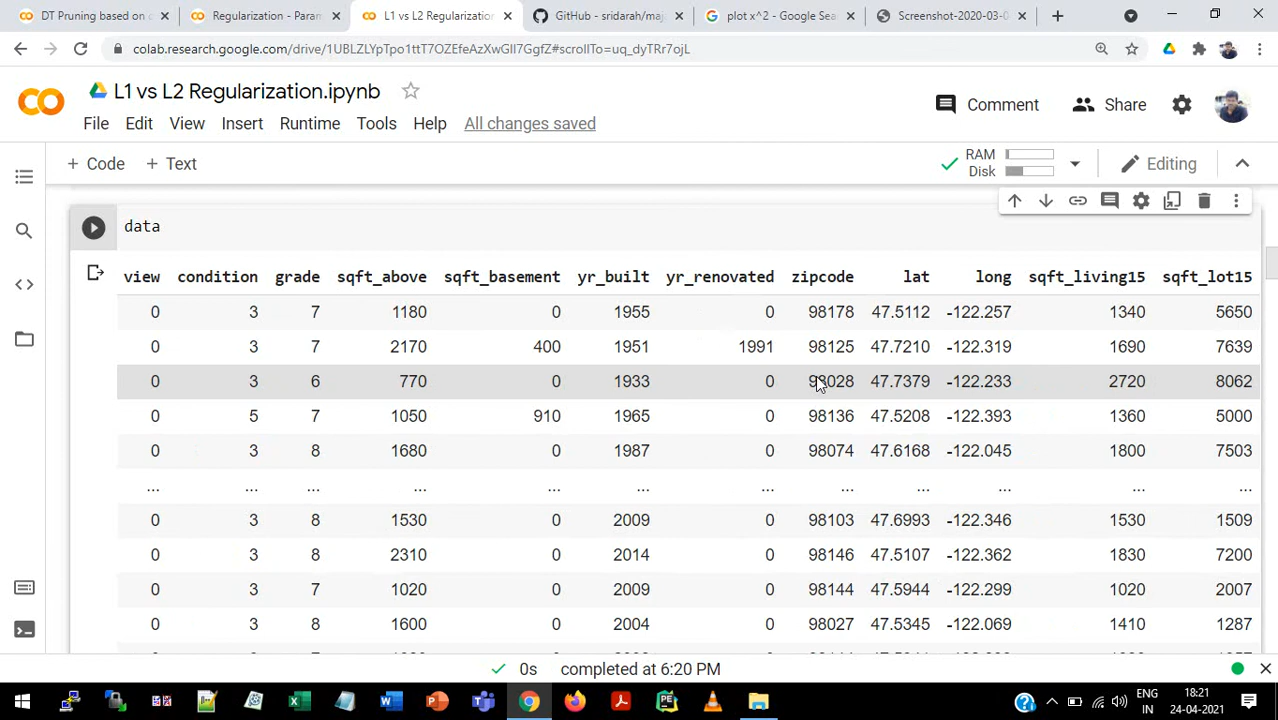 DT Pruning based on c
Regularization - Param
L1 vs L2 Regularization
GitHub - sridarah/maj
plot x^2 - Google Sea
Screenshot-2020-03-0
colab.research.google.com/drive/1UBLZLYpTpo1ttT7OZEfeAzXwGlI7GgfZ#scrollTo=uq_dyTRr7ojL
L1 vs L2 Regularization.ipynb
Comment
Share
File Edit View Insert Runtime Tools Help All changes saved
+ Code + Text
RAM
Disk
Editing
data
view condition grade sqft_above sqft_basement yr_built yr_renovated zipcode lat long sqft_living15 sqft_lot15
0 3 7 1180 0 1955 0 98178 47.5112 -122.257 1340 5650
0 3 7 2170 400 1951 1991 98125 47.7210 -122.319 1690 7639
0 3 6 770 0 1933 0 98028 47.7379 -122.233 2720 8062
0 5 7 1050 910 1965 0 98136 47.5208 -122.393 1360 5000
0 3 8 1680 0 1987 0 98074 47.6168 -122.045 1800 7503
... ... ... ... ... ... ... ... ... ... ... ...
0 3 8 1530 0 2009 0 98103 47.6993 -122.346 1530 1509
0 3 8 2310 0 2014 0 98146 47.5107 -122.362 1830 7200
0 3 7 1020 0 2009 0 98144 47.5944 -122.299 1020 2007
0 3 8 1600 0 2004 0 98027 47.5345 -122.069 1410 1287
0s completed at 6:20 PM
ENG
IN
18:21
24-04-2021